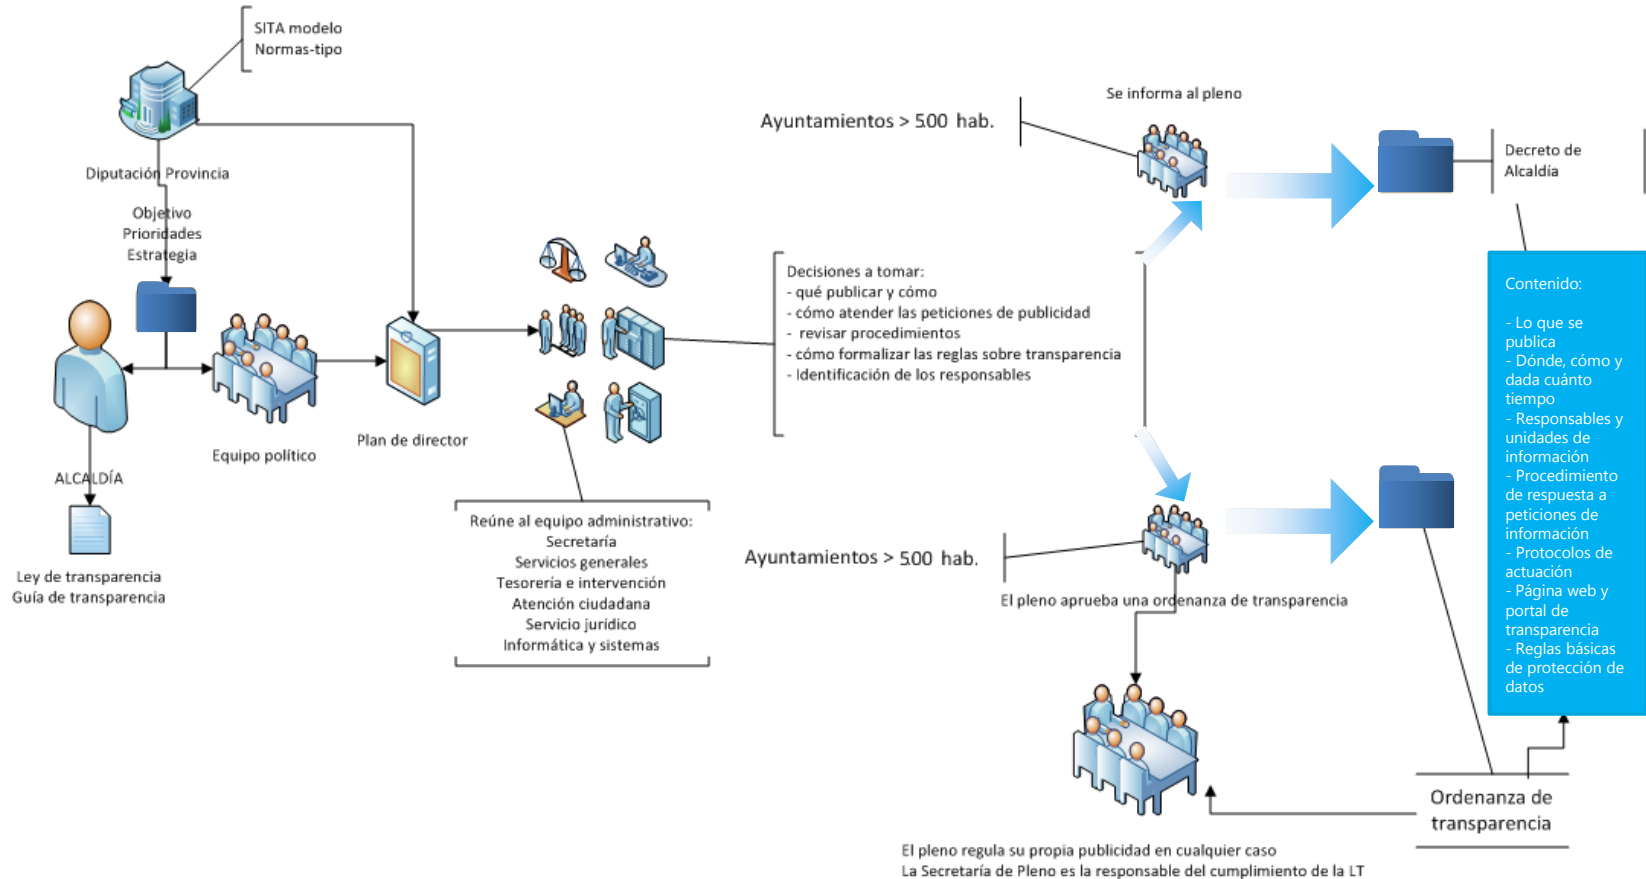 SITA modelo
Normas-tipo
Diputación Provincia
Objetivo
Prioridades
Estrategia
ALCALDÍA
Ley de transparencia
Guía de transparencia
Equipo político
Plan de director
Reúne al equipo administrativo:
Secretaría
Servicios generales
Tesorería e intervención
Atención ciudadana
Servicio jurídico
Informática y sistemas
Decisiones a tomar:
- qué publicar y cómo
- cómo atender las peticiones de publicidad
- revisar procedimientos
- cómo formalizar las reglas sobre transparencia
- Identificación de los responsables
Ayuntamientos > 500 hab.
Se informa al pleno
Decreto de
Alcaldía
Ayuntamientos > 500 hab.
El pleno aprueba una ordenanza de transparencia
Contenido:
- Lo que se
publica
- Dónde, cómo y
dada cuánto
tiempo
- Responsables y
unidades de
información
- Procedimiento
de respuesta a
peticiones de
información
- Protocolos de
actuación
- Página web y
portal de
transparencia
- Reglas básicas
de protección de
datos
Ordenanza de
transparencia
El pleno regula su propia publicidad en cualquier caso
La Secretaría de Pleno es la responsable del cumplimiento de la LT